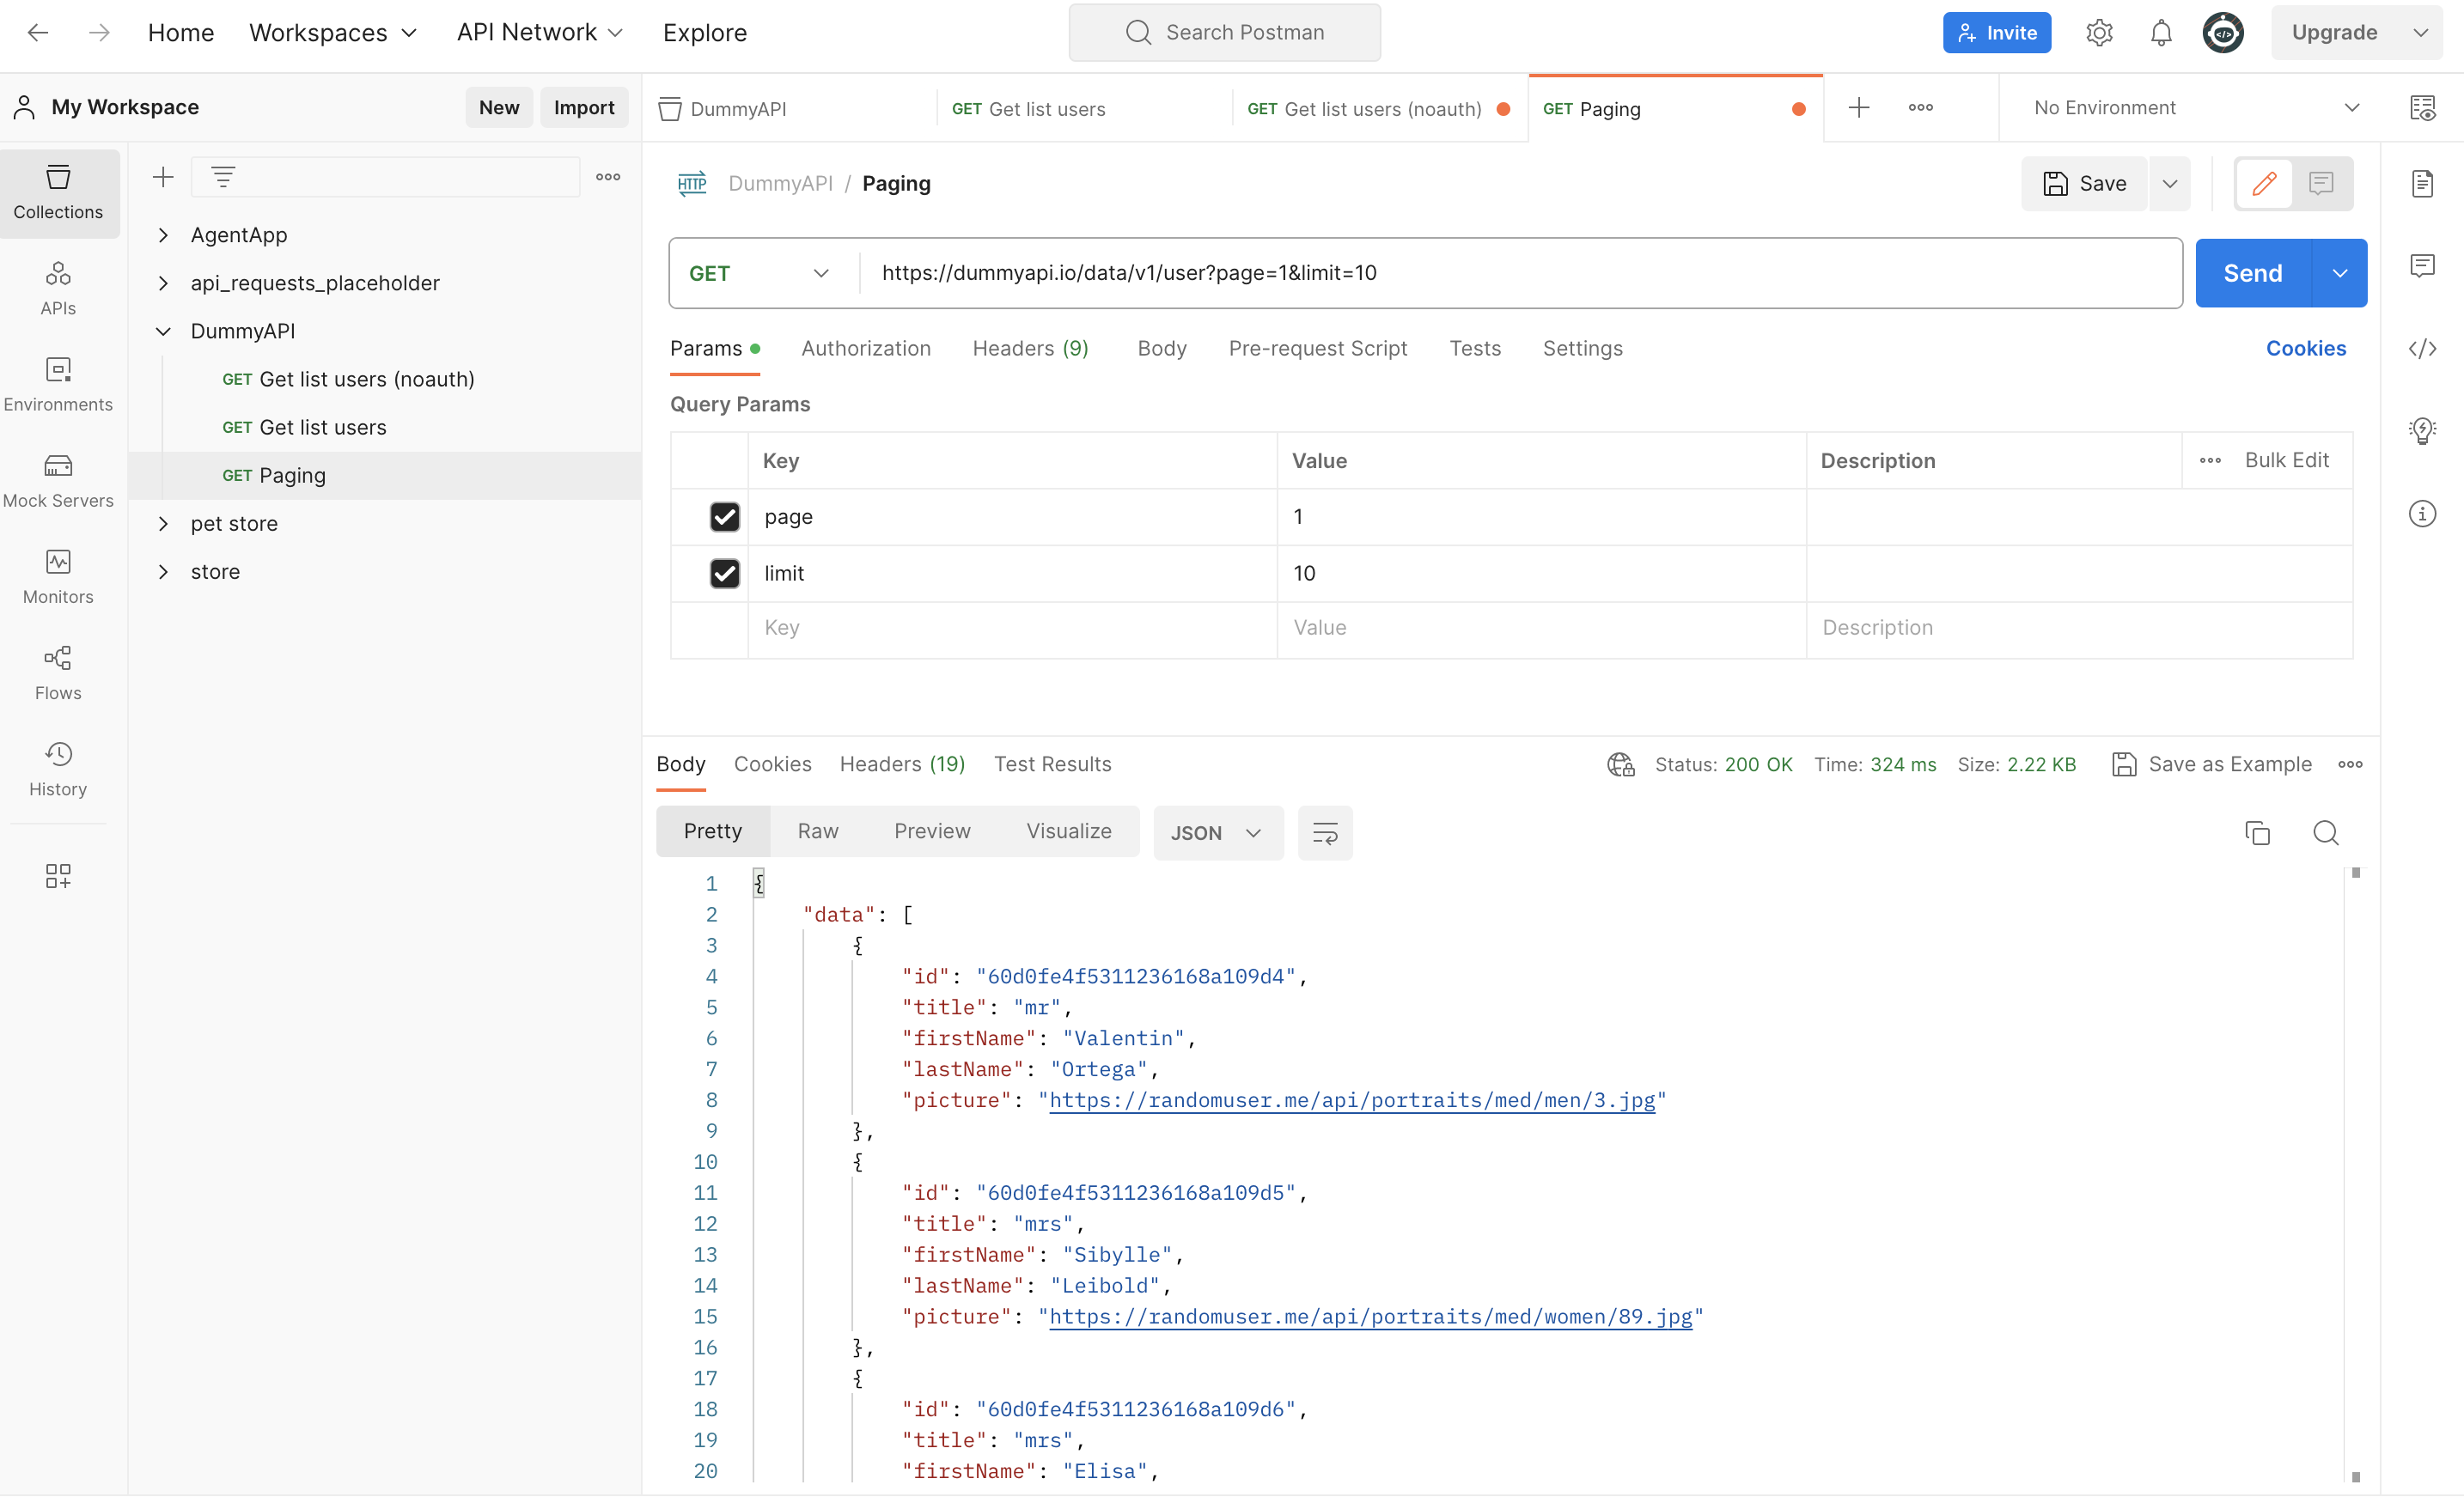 Home Workspaces API Network Explore Search Postman Invite Upgrade
My Workspace New Import
DummyAPI GET Get list users GET Get list users (noauth) GET Paging No Environment
Collections
APIs
Environments
Mock Servers
Monitors
Flows
History
AgentApp
api_requests_placeholder
DummyAPI
GET Get list users (noauth)
GET Get list users
GET Paging
pet store
store
HTTP DummyAPI / Paging Save
GET https://dummyapi.io/data/v1/user?page=1&limit=10 Send
Params Authorization Headers (9) Body Pre-request Script Tests Settings Cookies
Query Params
Key Value Description Bulk Edit
page 1
limit 10
Key Value Description
Body Cookies Headers (19) Test Results Status: 200 OK Time: 324 ms Size: 2.22 KB Save as Example
Pretty Raw Preview Visualize JSON
1 {
2 "data": [
3 {
4 "id": "60d0fe4f5311236168a109d4",
5 "title": "mr",
6 "firstName": "Valentin",
7 "lastName": "Ortega",
8 "picture": "https://randomuser.me/api/portraits/med/men/3.jpg"
9 },
10 {
11 "id": "60d0fe4f5311236168a109d5",
12 "title": "mrs",
13 "firstName": "Sibylle",
14 "lastName": "Leibold",
15 "picture": "https://randomuser.me/api/portraits/med/women/89.jpg"
16 },
17 {
18 "id": "60d0fe4f5311236168a109d6",
19 "title": "mrs",
20 "firstName": "Elisa",